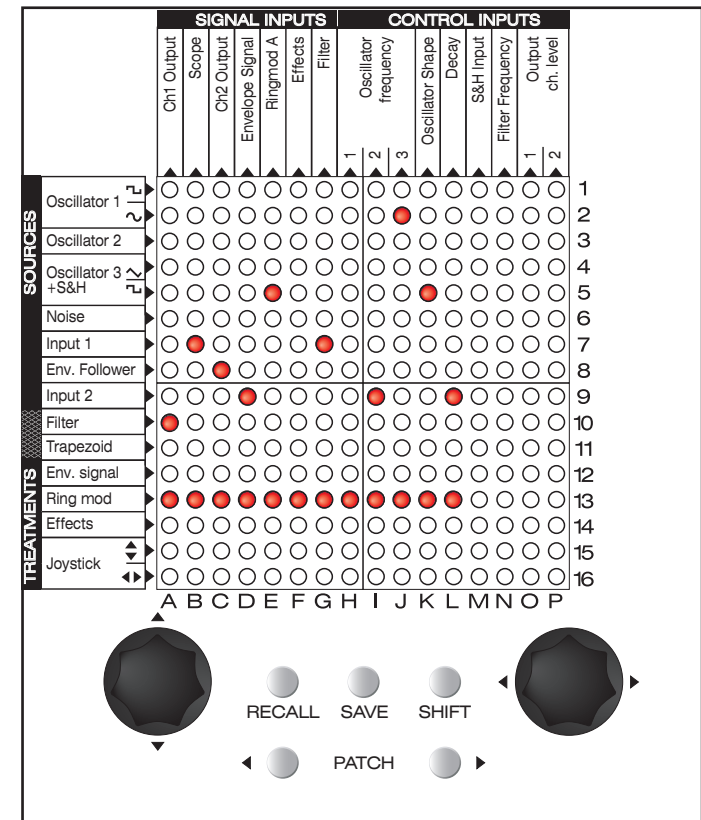 SIGNAL INPUTS
CONTROL INPUTS
Ch1 Output
Scope
Ch2 Output
Envelope Signal
Ringmod A
Effects
Filter
Oscillator
frequency
1
2
3
Oscillator Shape
Decay
S&H Input
Filter Frequency
Output
ch. level
1
2
SOURCES
Oscillator 1
1
2
Oscillator 2
3
Oscillator 3
+S&H
4
5
Noise
6
Input 1
7
Env. Follower
8
Input 2
9
Filter
10
Trapezoid
11
TREATMENTS
Env. signal
12
Ring mod
13
Effects
14
Joystick
15
16
A B C D E F G H I J K L M N O P
RECALL SAVE SHIFT
PATCH